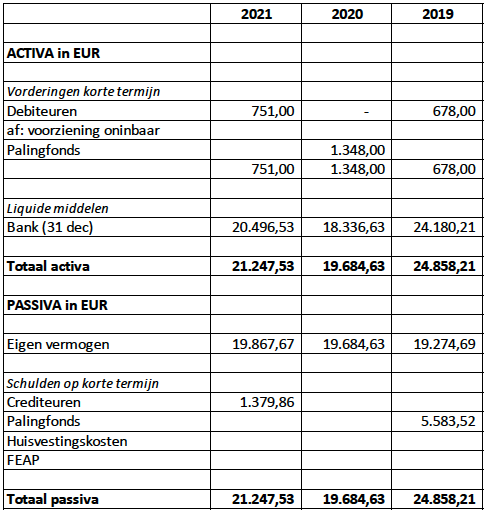 2021 2020 2019
ACTIVA in EUR
Vorderingen korte termijn
Debiteuren 751,00 - 678,00
af: voorziening oninbaar
Palingfonds 1.348,00
751,00 1.348,00 678,00
Liquide middelen
Bank (31 dec) 20.496,53 18.336,63 24.180,21
Totaal activa 21.247,53 19.684,63 24.858,21
PASSIVA in EUR
Eigen vermogen 19.867,67 19.684,63 19.274,69
Schulden op korte termijn
Crediteuren 1.379,86
Palingfonds 5.583,52
Huisvestingskosten
FEAP
Totaal passiva 21.247,53 19.684,63 24.858,21